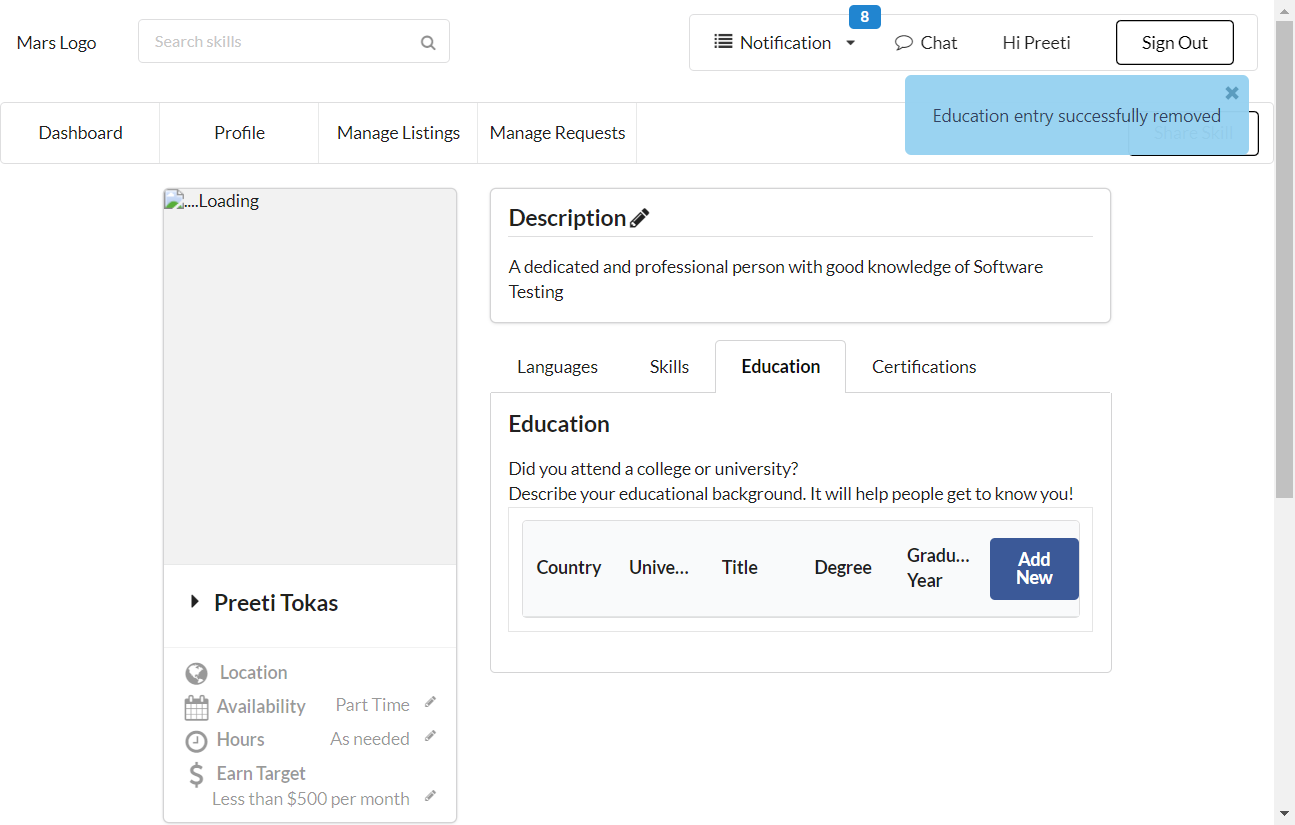 8
Mars Logo
Search skills
Notification
Chat
Hi Preeti
Sign Out
Education entry successfully removed
Dashboard
Profile
Manage Listings
Manage Requests
Share Skill
....Loading
Description
A dedicated and professional person with good knowledge of Software
Testing
Languages
Skills
Education
Certifications
Education
Did you attend a college or university?
Describe your educational background. It will help people get to know you!
Country
Unive...
Title
Degree
Gradu...
Year
Add
New
Preeti Tokas
Location
Availability
Part Time
Hours
As needed
Earn Target
Less than $500 per month